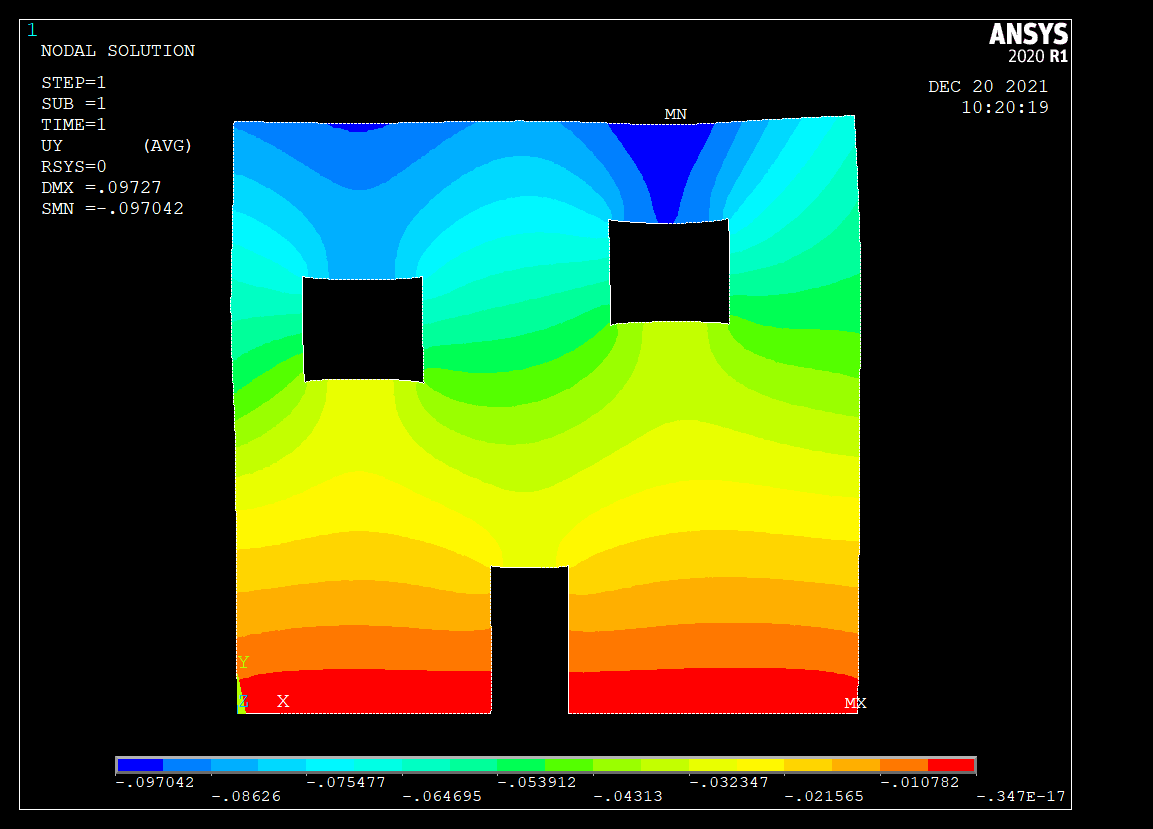 1
NODAL SOLUTION
STEP=1
SUB =1
TIME=1
UY (AVG)
RSYS=0
DMX =.09727
SMN =-.097042
ANSYS
2020 R1
DEC 20 2021
10:20:19
MN
Y
Z X
MX
-.097042 -.075477 -.053912 -.032347 -.010782
-.08626 -.064695 -.04313 -.021565 -.347E-17